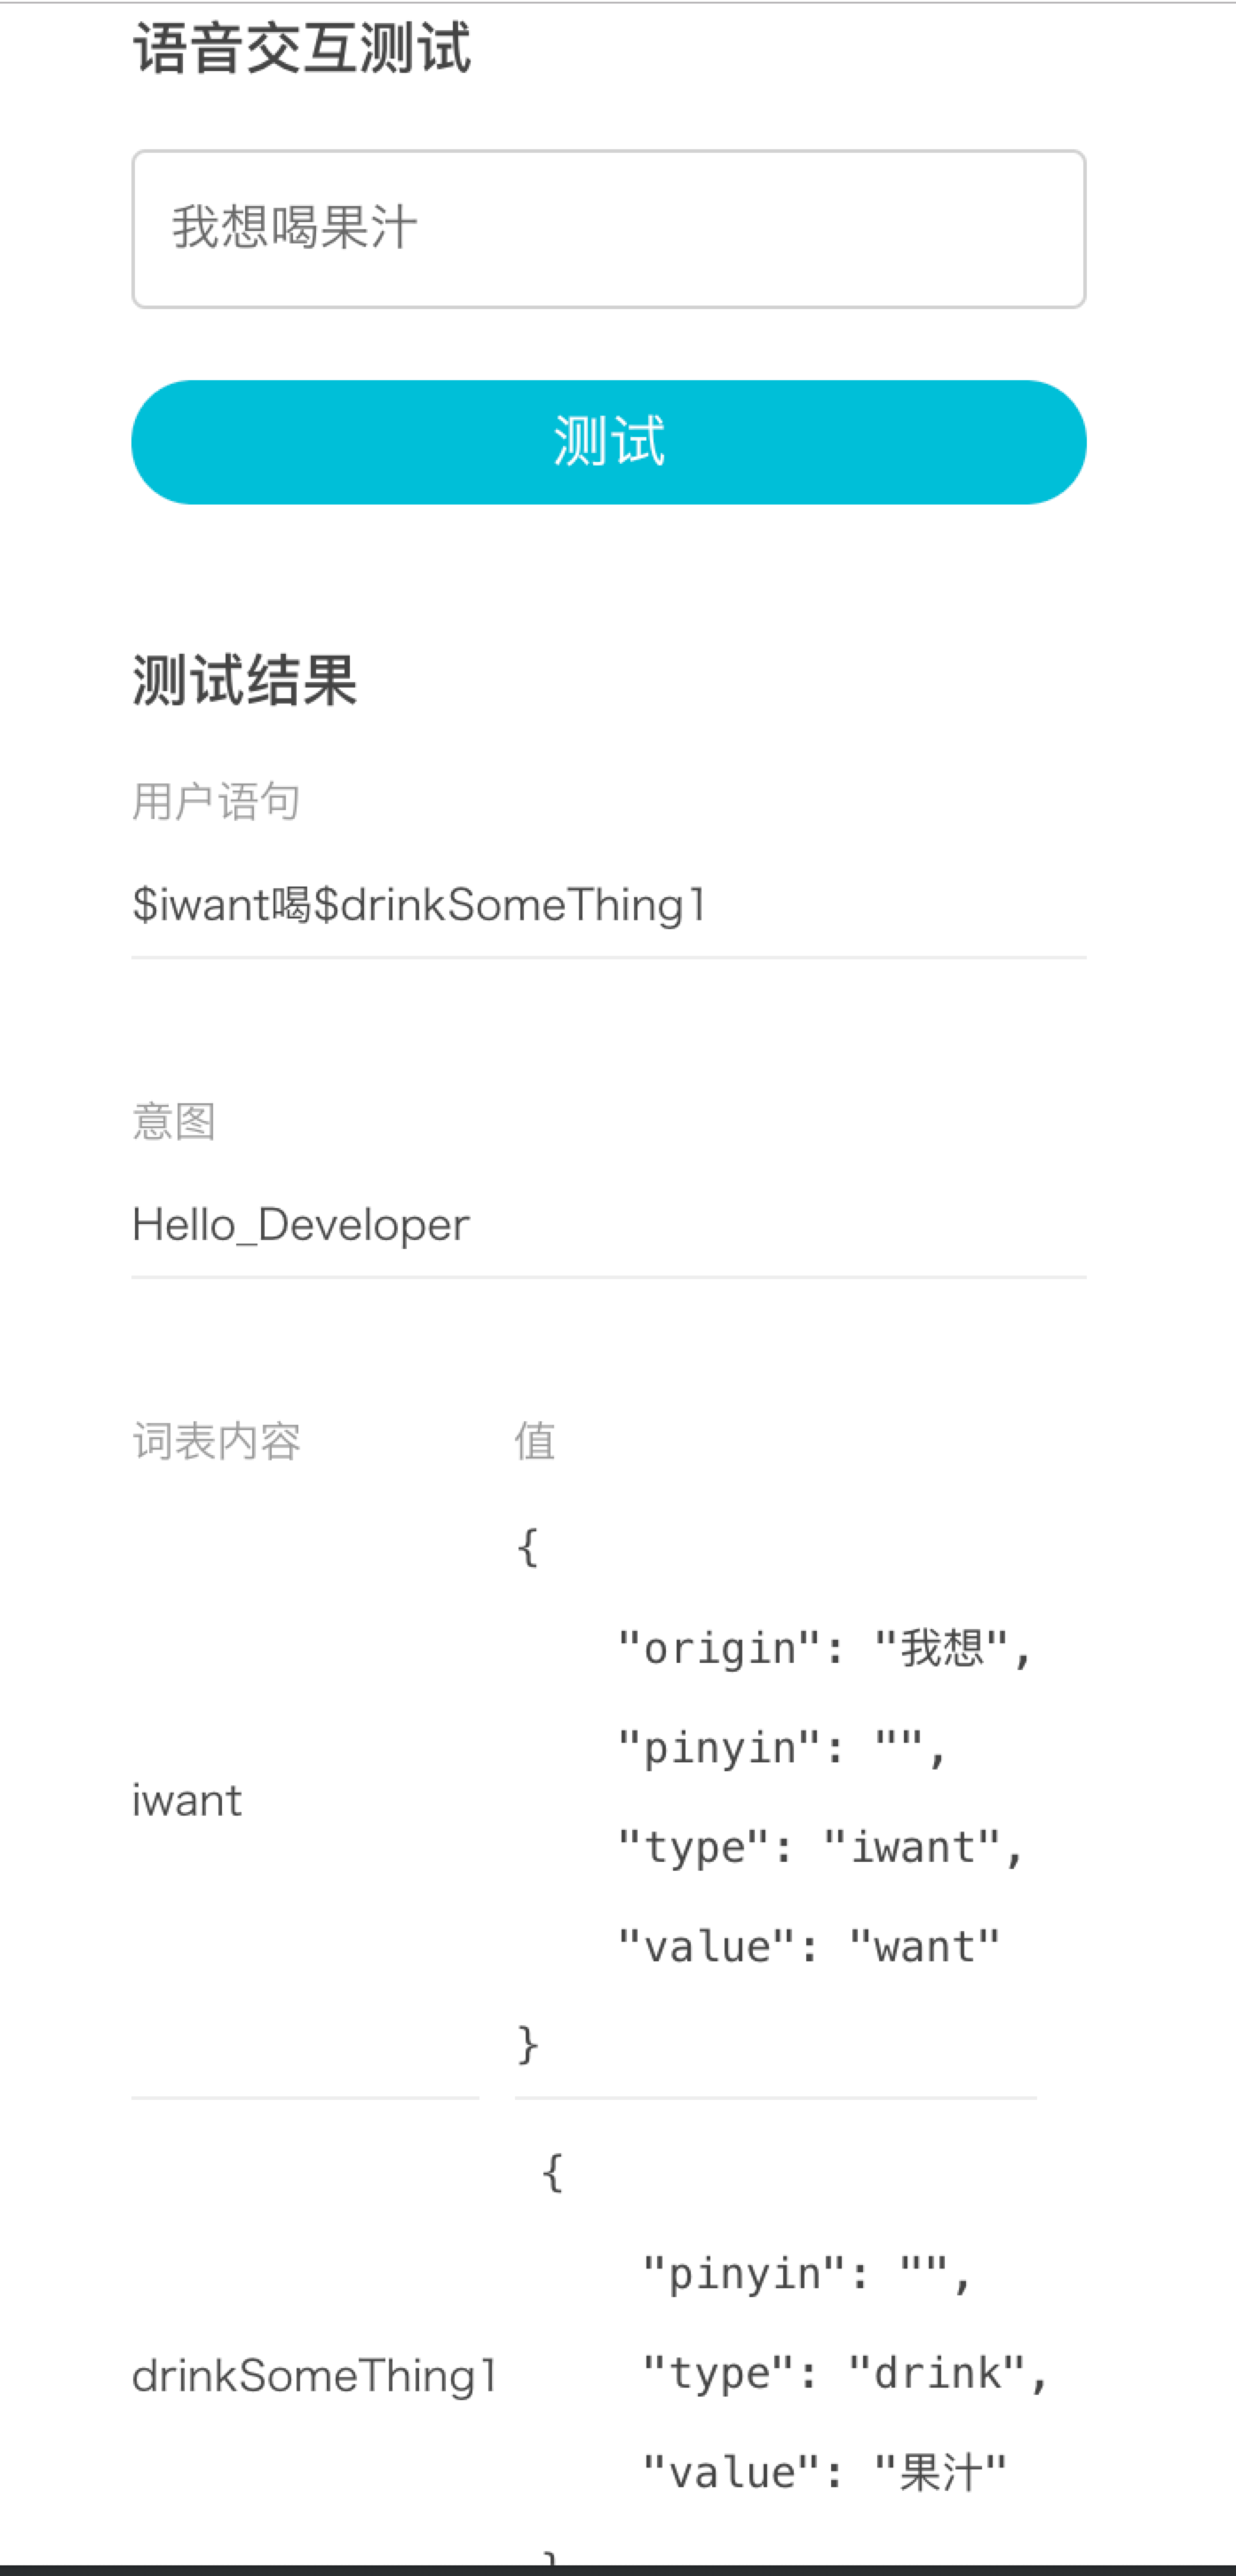 语音交互测试
我想喝果汁
测试
测试结果
用户语句
$iwant喝$drinkSomeThing1
意图
Hello_Developer
词表内容 值
{
"origin": "我想",
"pinyin": "",
iwant
"type": "iwant",
"value": "want"
}
{
"pinyin": "",
drinkSomeThing1
"type": "drink",
"value": "果汁"
}